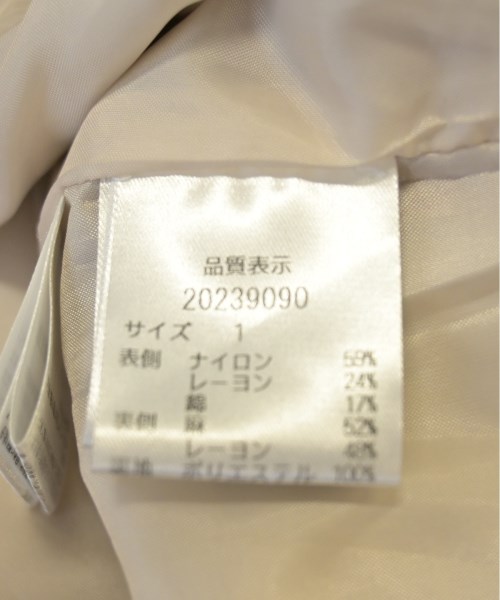 品質表示
20239090
サイズ 1
表側 ナイロン 59%
レーヨン 24%
綿 17%
裏側 麻 52%
レーヨン 48%
裏地 ポリエステル 100%